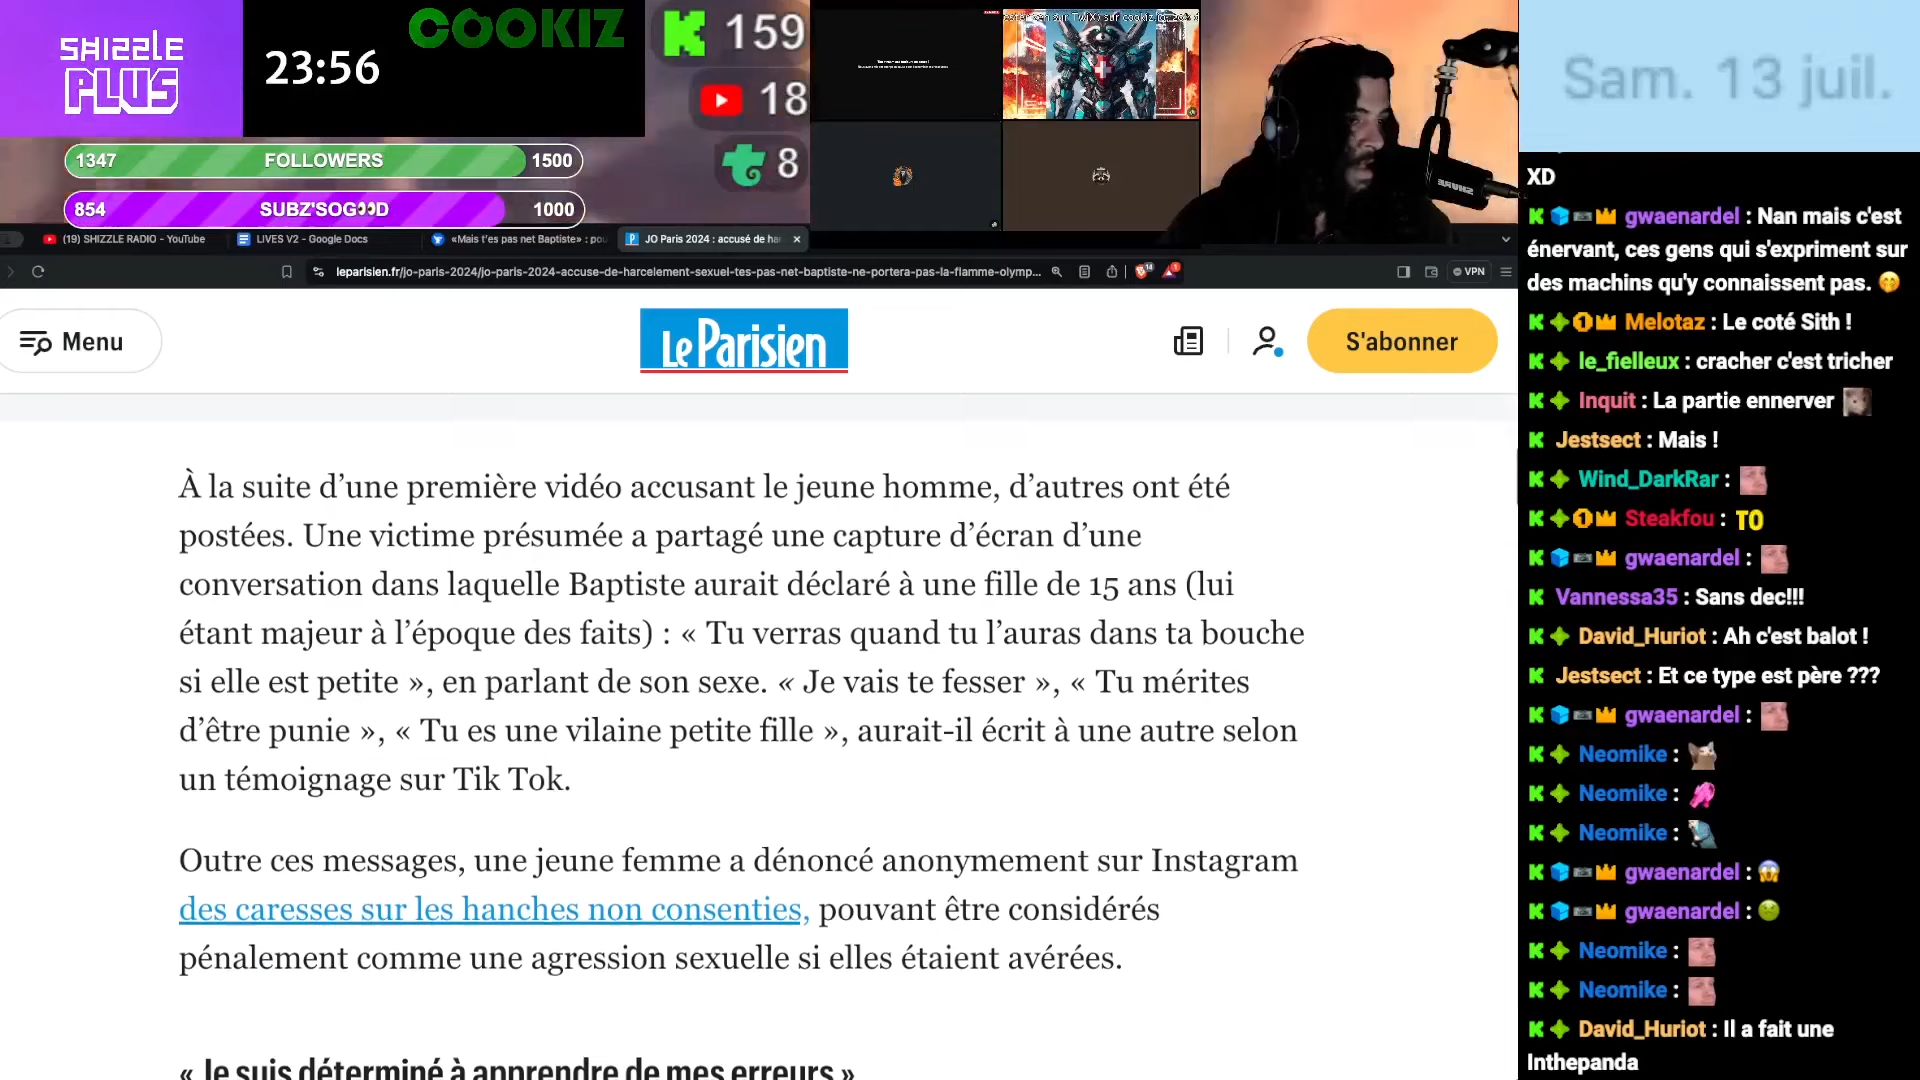 SHIZZLE
PLUS
23:56
COOKIZ
159
18
8
1347 FOLLOWERS 1500
854 SUBZ'SOG👀D 1000
Sam. 13 juil.
(19) SHIZZLE RADIO - YouTube
LIVES V2 - Google Docs
«Mais t'es pas net Baptiste» : pou
JO Paris 2024 : accusé de ha
leparisien.fr/jo-paris-2024/jo-paris-2024-accuse-de-harcelement-sexuel-tes-pas-net-baptiste-ne-portera-pas-la-flamme-olymp...
VPN
Menu
Le Parisien
S'abonner
À la suite d'une première vidéo accusant le jeune homme, d'autres ont été
postées. Une victime présumée a partagé une capture d'écran d'une
conversation dans laquelle Baptiste aurait déclaré à une fille de 15 ans (lui
étant majeur à l'époque des faits) : « Tu verras quand tu l'auras dans ta bouche
si elle est petite », en parlant de son sexe. « Je vais te fesser », « Tu mérites
d'être punie », « Tu es une vilaine petite fille », aurait-il écrit à une autre selon
un témoignage sur Tik Tok.
Outre ces messages, une jeune femme a dénoncé anonymement sur Instagram
des caresses sur les hanches non consenties, pouvant être considérés
pénalement comme une agression sexuelle si elles étaient avérées.
« Je suis déterminé à apprendre de mes erreurs »
XD
gwaenardel : Nan mais c'est
énervant, ces gens qui s'expriment sur
des machins qu'y connaissent pas. 🤭
Melotaz : Le coté Sith !
le_fielleux : cracher c'est tricher
Inquit : La partie ennerver
Jestsect : Mais !
Wind_DarkRar :
Steakfou : TO
gwaenardel :
Vannessa35 : Sans dec!!!
David_Huriot : Ah c'est balot !
Jestsect : Et ce type est père ???
gwaenardel :
Neomike :
Neomike :
Neomike :
gwaenardel : 😱
gwaenardel : 🤢
Neomike :
Neomike :
David_Huriot : Il a fait une
Inthepanda